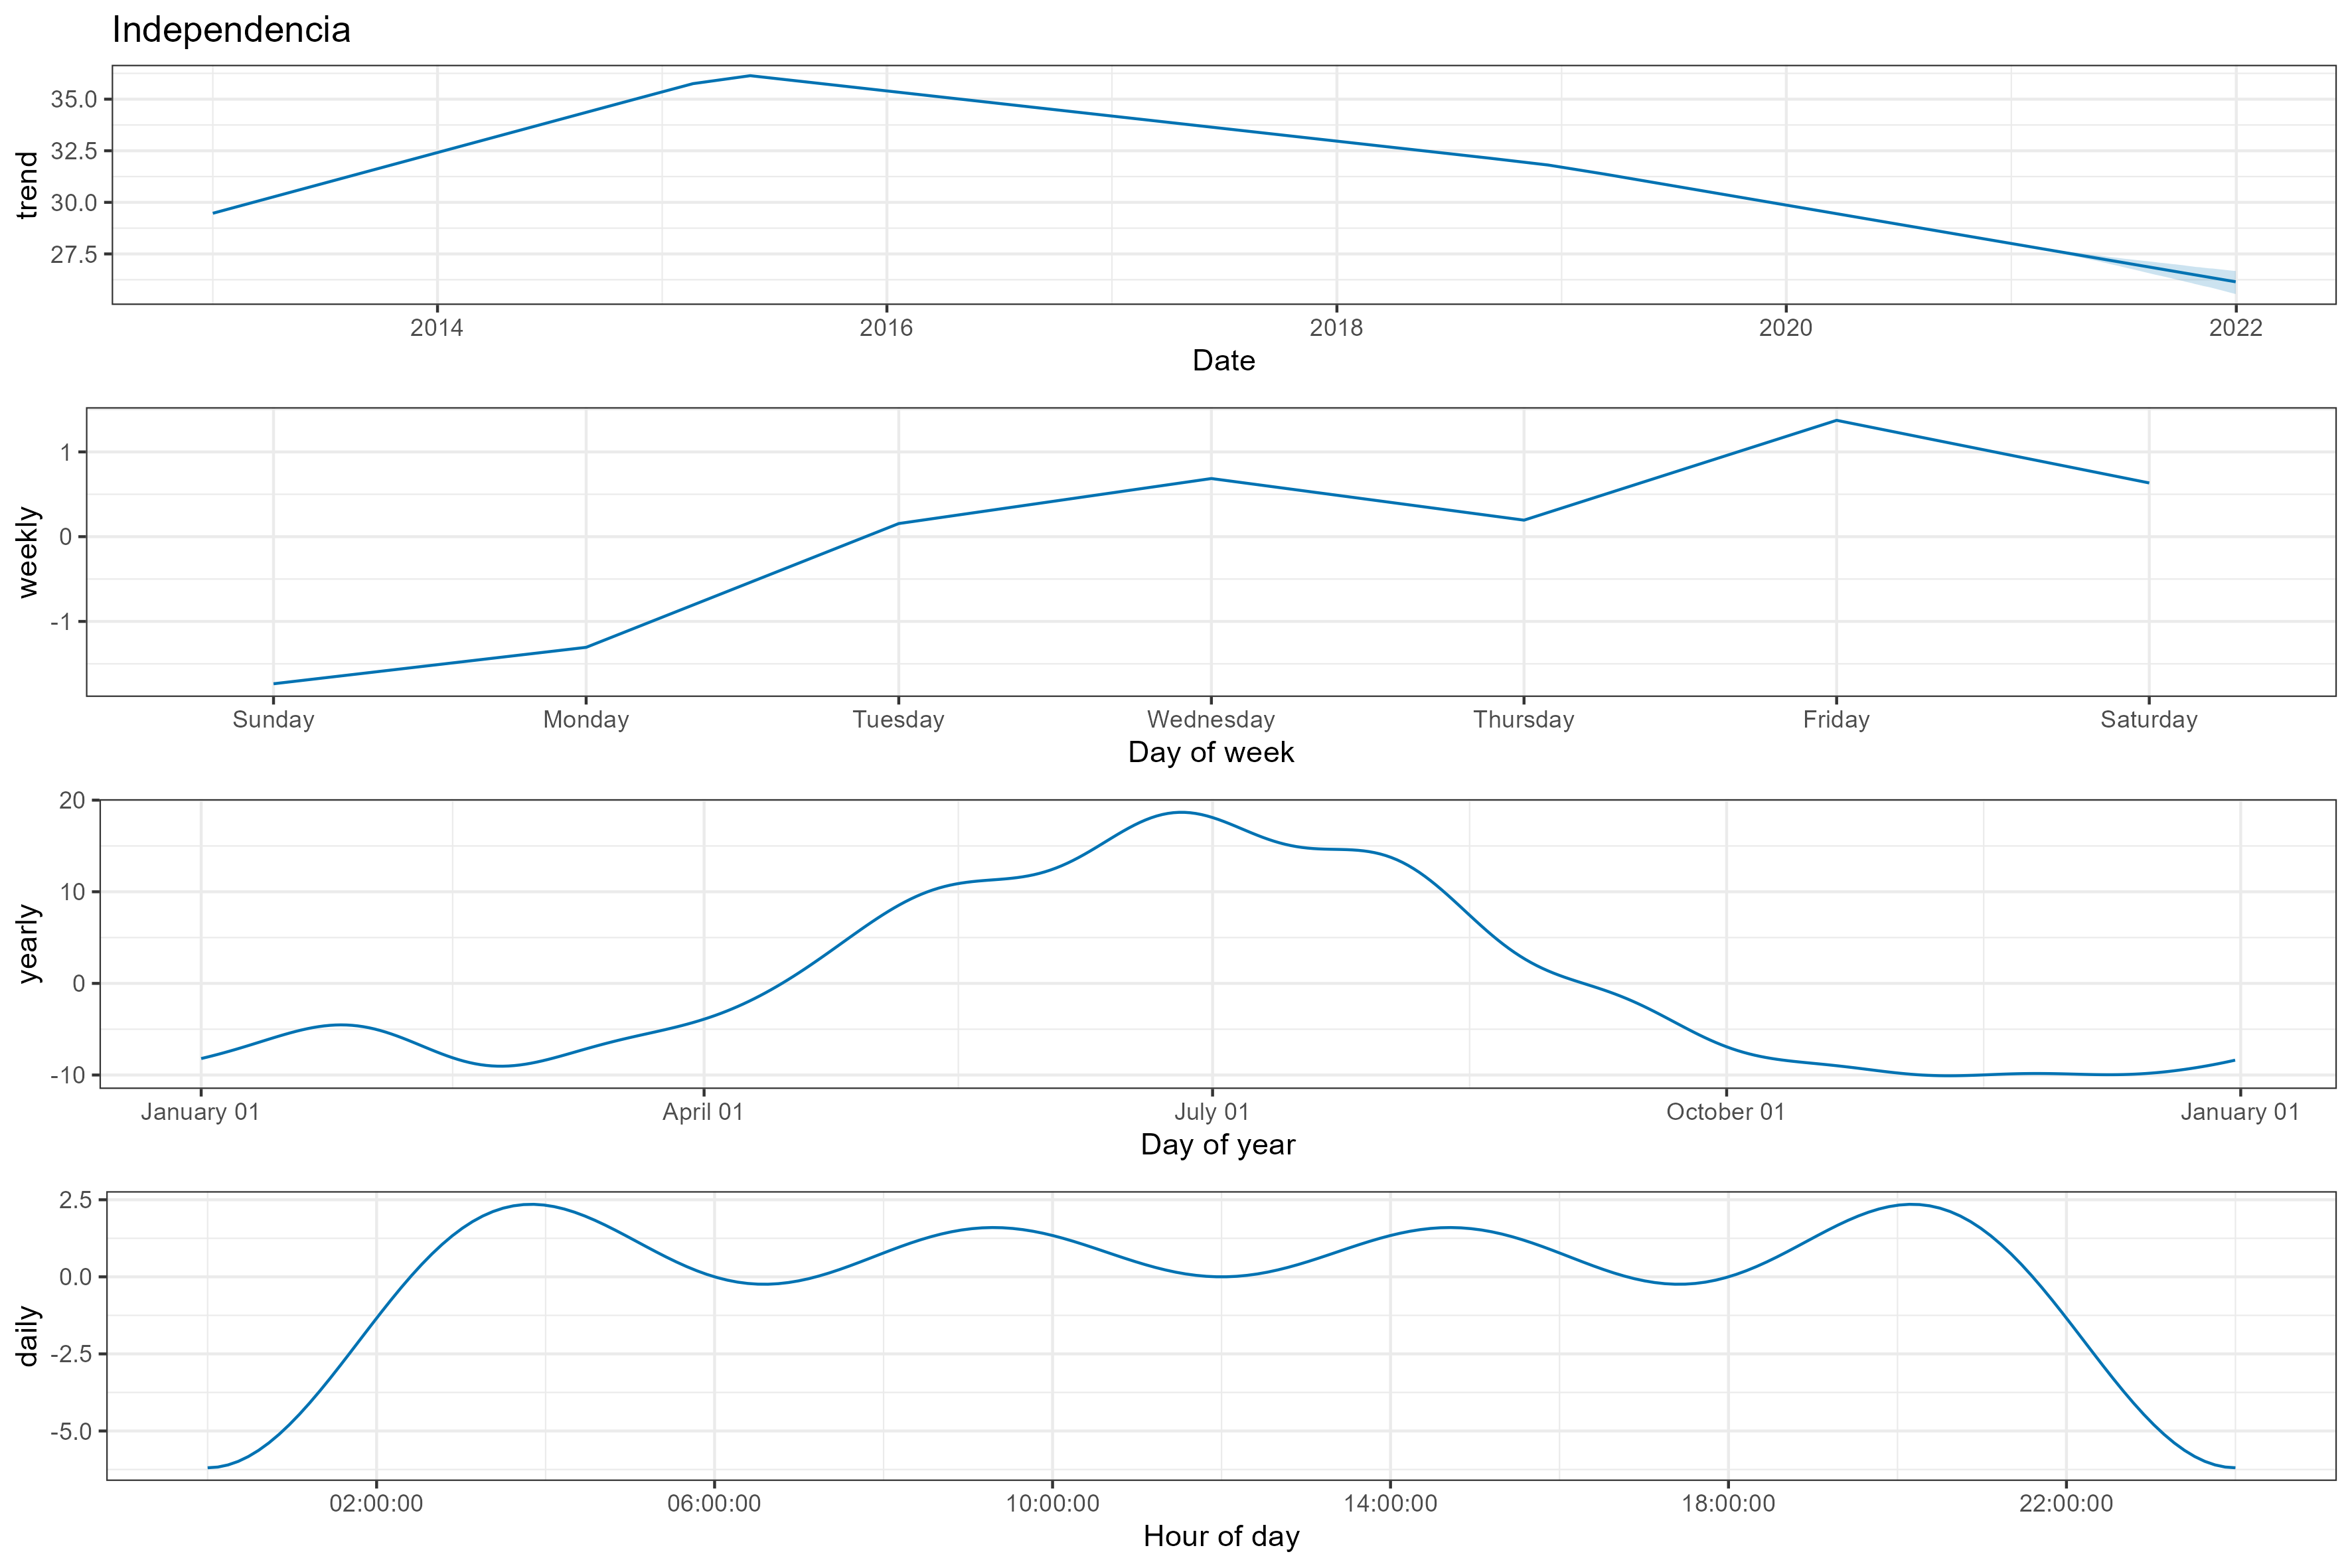 Independencia
trend
35.0
32.5
30.0
27.5
2014 2016 2018 2020 2022
Date
weekly
1
0
-1
Sunday Monday Tuesday Wednesday Thursday Friday Saturday
Day of week
yearly
20
10
0
-10
January 01 April 01 July 01 October 01 January 01
Day of year
daily
2.5
0.0
-2.5
-5.0
02:00:00 06:00:00 10:00:00 14:00:00 18:00:00 22:00:00
Hour of day